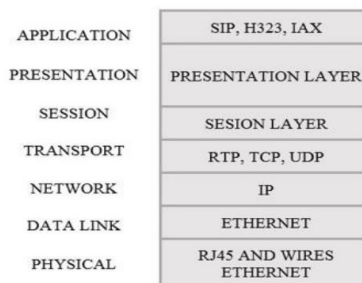 APPLICATION SIP, H323, IAX
PRESENTATION PRESENTATION LAYER
SESSION SESION LAYER
TRANSPORT RTP, TCP, UDP
NETWORK IP
DATA LINK ETHERNET
PHYSICAL RJ45 AND WIRES
ETHERNET